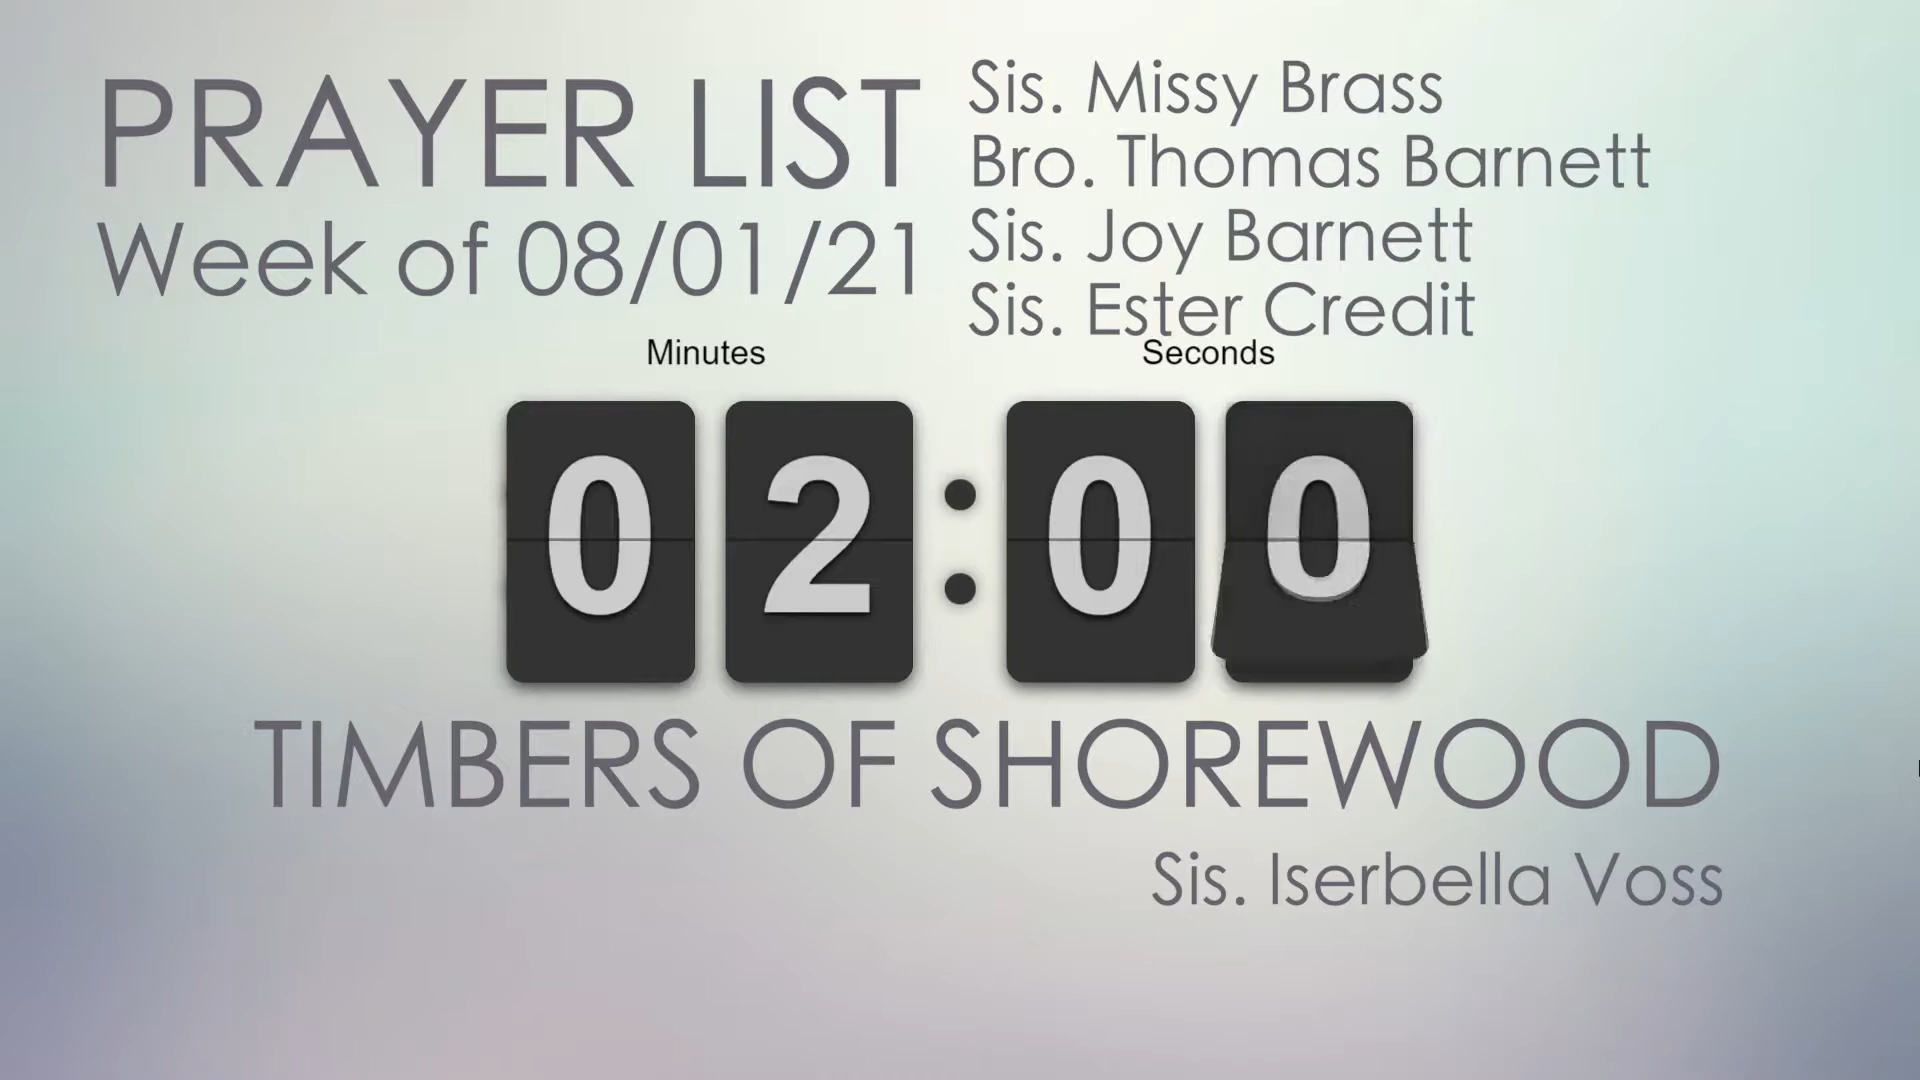 PRAYER LIST
Week of 08/01/21
Sis. Missy Brass
Bro. Thomas Barnett
Sis. Joy Barnett
Sis. Ester Credit
Minutes
Seconds
02:00
TIMBERS OF SHOREWOOD
Sis. Iserbella Voss